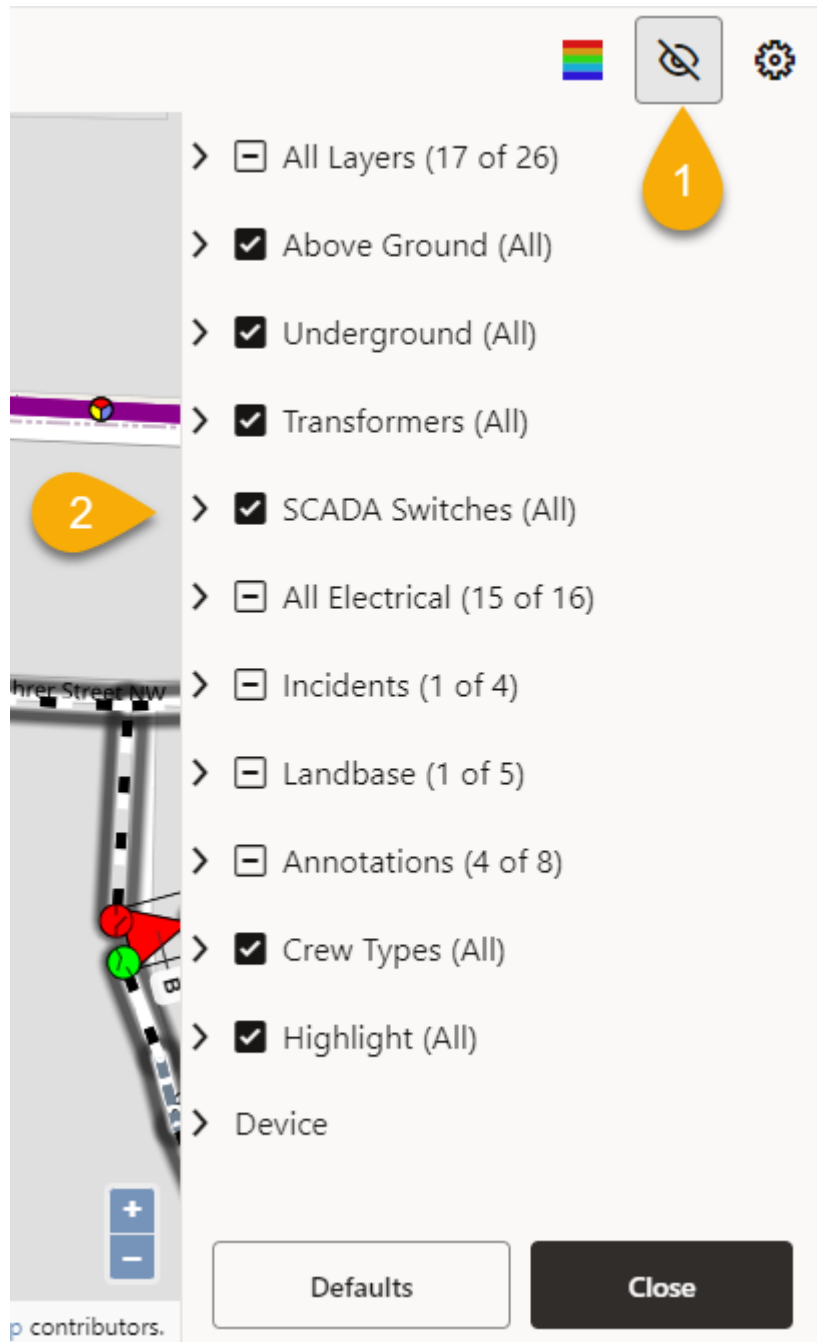 1
All Layers (17 of 26)
Above Ground (All)
Underground (All)
Transformers (All)
2
SCADA Switches (All)
All Electrical (15 of 16)
hrer Street NW
Incidents (1 of 4)
Landbase (1 of 5)
Annotations (4 of 8)
Crew Types (All)
B
Highlight (All)
Device
+
−
Defaults
Close
p contributors.